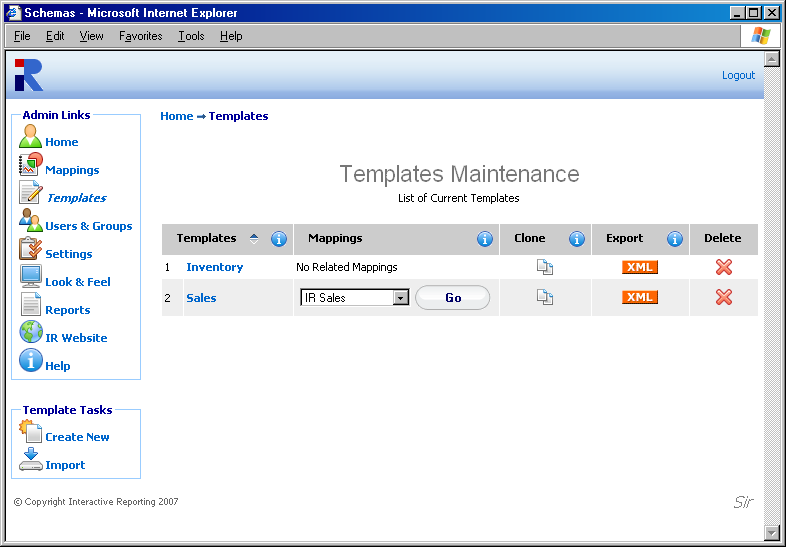 Schemas - Microsoft Internet Explorer
File Edit View Favorites Tools Help
Logout
Admin Links
Home
Mappings
Templates
Users & Groups
Settings
Look & Feel
Reports
IR Website
Help
Template Tasks
Create New
Import
Home → Templates
Templates Maintenance
List of Current Templates
Templates Mappings Clone Export Delete
1 Inventory No Related Mappings XML
2 Sales IR Sales Go XML
© Copyright Interactive Reporting 2007
Sir